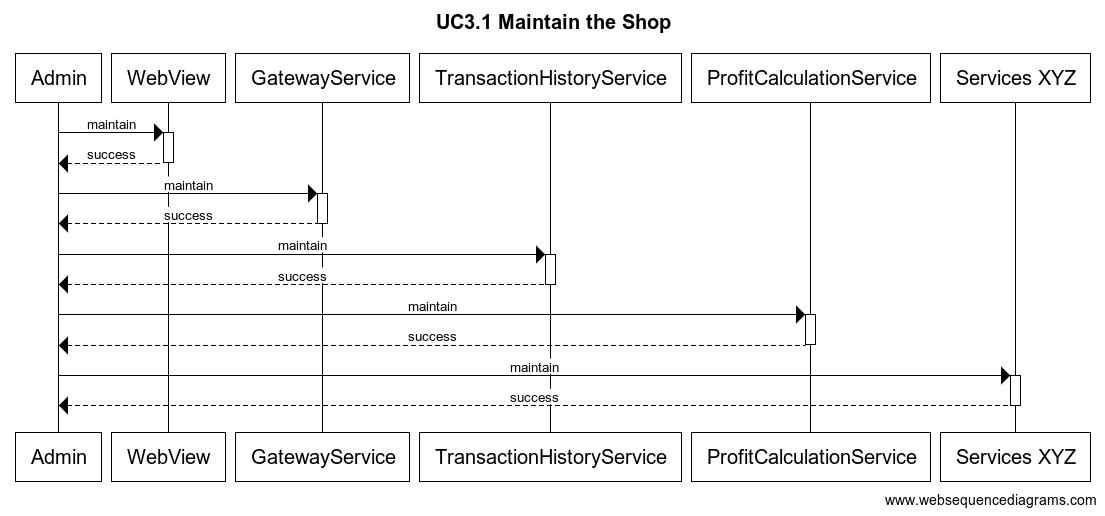 UC3.1 Maintain the Shop
Admin WebView GatewayService TransactionHistoryService ProfitCalculationService Services XYZ
maintain
success
maintain
success
maintain
success
maintain
success
maintain
success
Admin WebView GatewayService TransactionHistoryService ProfitCalculationService Services XYZ
www.websequencediagrams.com